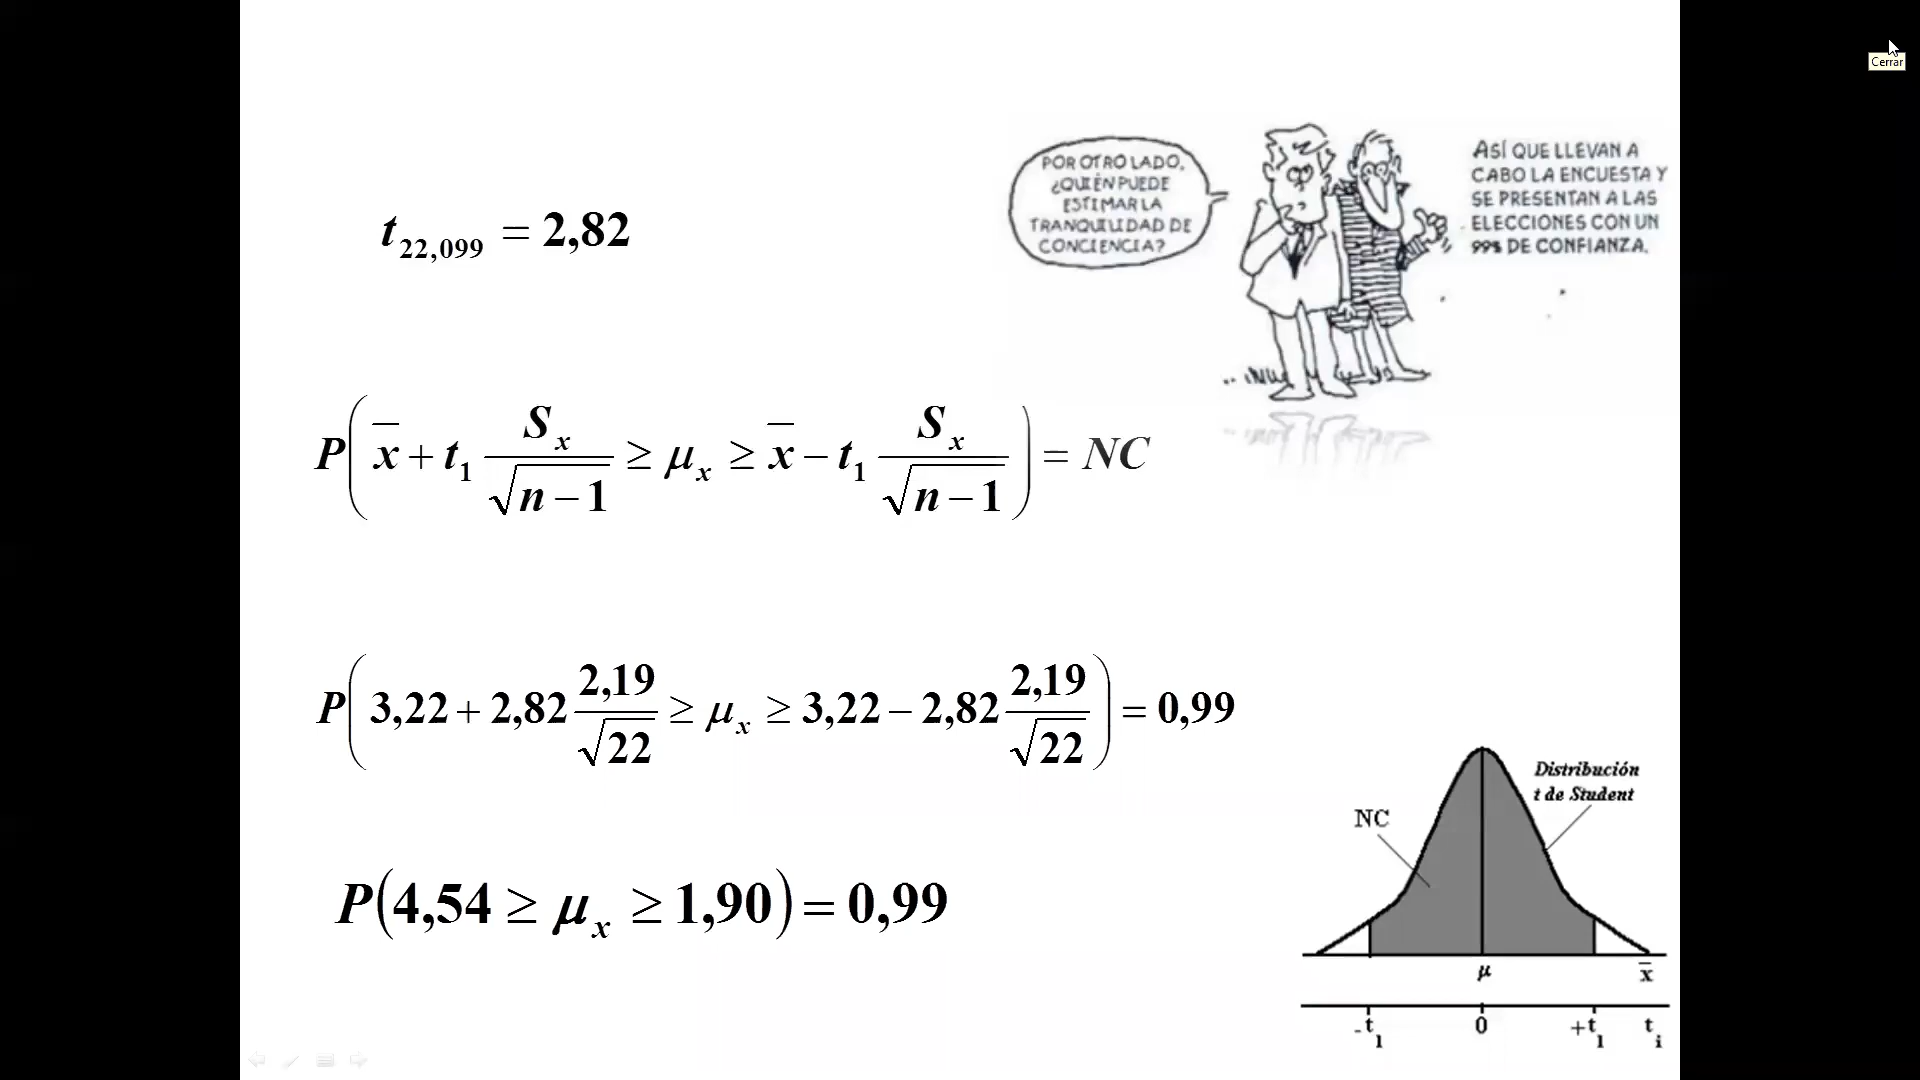 Cerrar
POR OTRO LADO,
¿QUIÉN PUEDE
ESTIMAR LA
TRANQUILIDAD DE
CONCIENCIA?
ASÍ QUE LLEVAN A
CABO LA ENCUESTA Y
SE PRESENTAN A LAS
ELECCIONES CON UN
99% DE CONFIANZA.
t₂₂,₀₉₉ = 2,82
P(x̄ + t₁ Sₓ/√(n−1) ≥ μₓ ≥ x̄ − t₁ Sₓ/√(n−1)) = NC
P(3,22 + 2,82 2,19/√22 ≥ μₓ ≥ 3,22 − 2,82 2,19/√22) = 0,99
P(4,54 ≥ μₓ ≥ 1,90) = 0,99
Distribución
t de Student
NC
μ x̄
-t₁ 0 +t₁ tᵢ